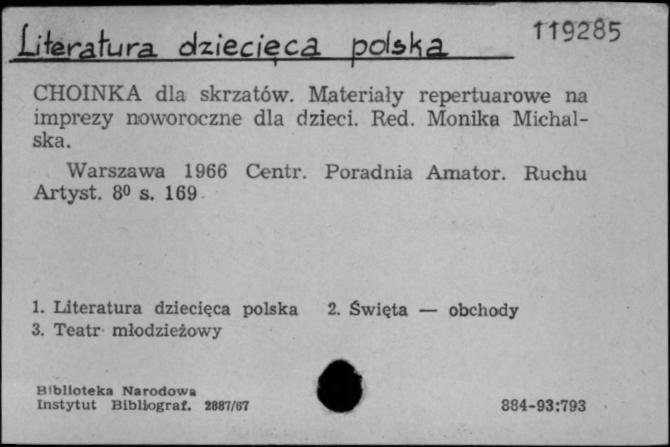 Literatura dziecięca polska 119285
CHOINKA dla skrzatów. Materiały repertuarowe na
imprezy noworoczne dla dzieci. Red. Monika Michal-
ska.
Warszawa 1966 Centr. Poradnia Amator. Ruchu
Artyst. 8⁰ s. 169.
1. Literatura dziecięca polska 2. Święta — obchody
3. Teatr młodzieżowy
Biblioteka Narodowa
Instytut Bibliograf. 2887/67 884-93:793